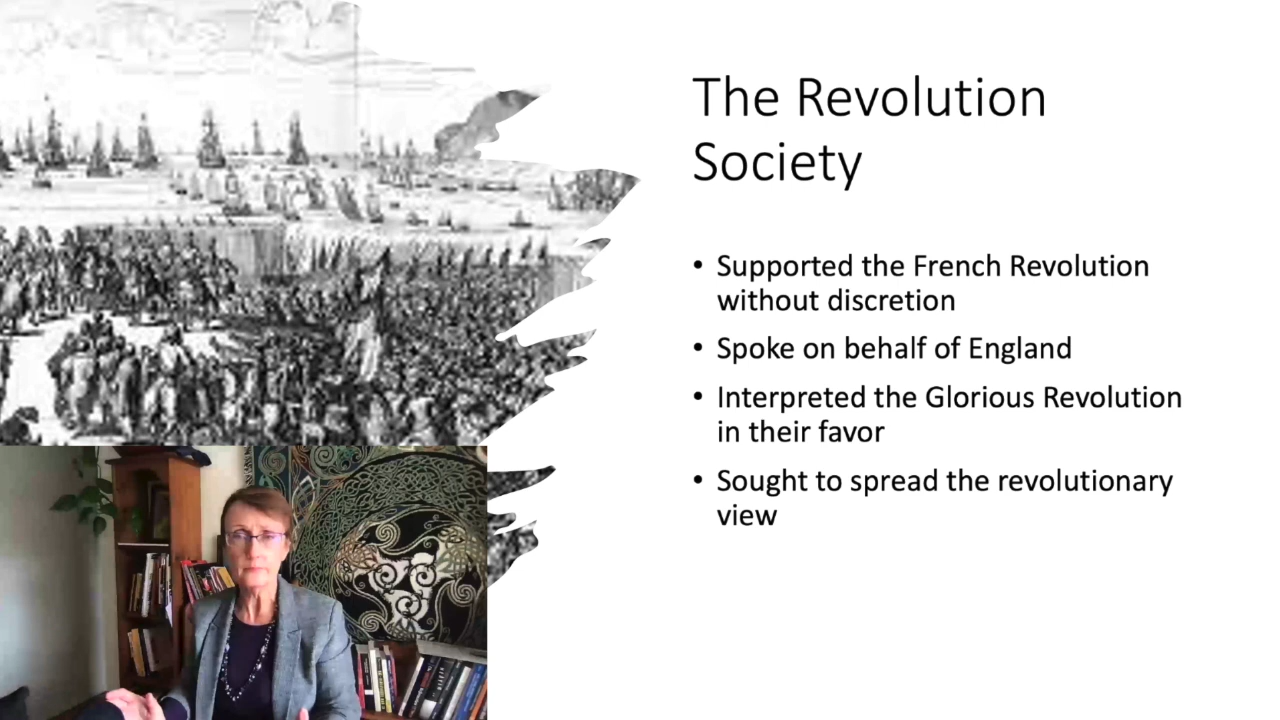 The Revolution
Society
• Supported the French Revolution
without discretion
• Spoke on behalf of England
• Interpreted the Glorious Revolution
in their favor
• Sought to spread the revolutionary
view